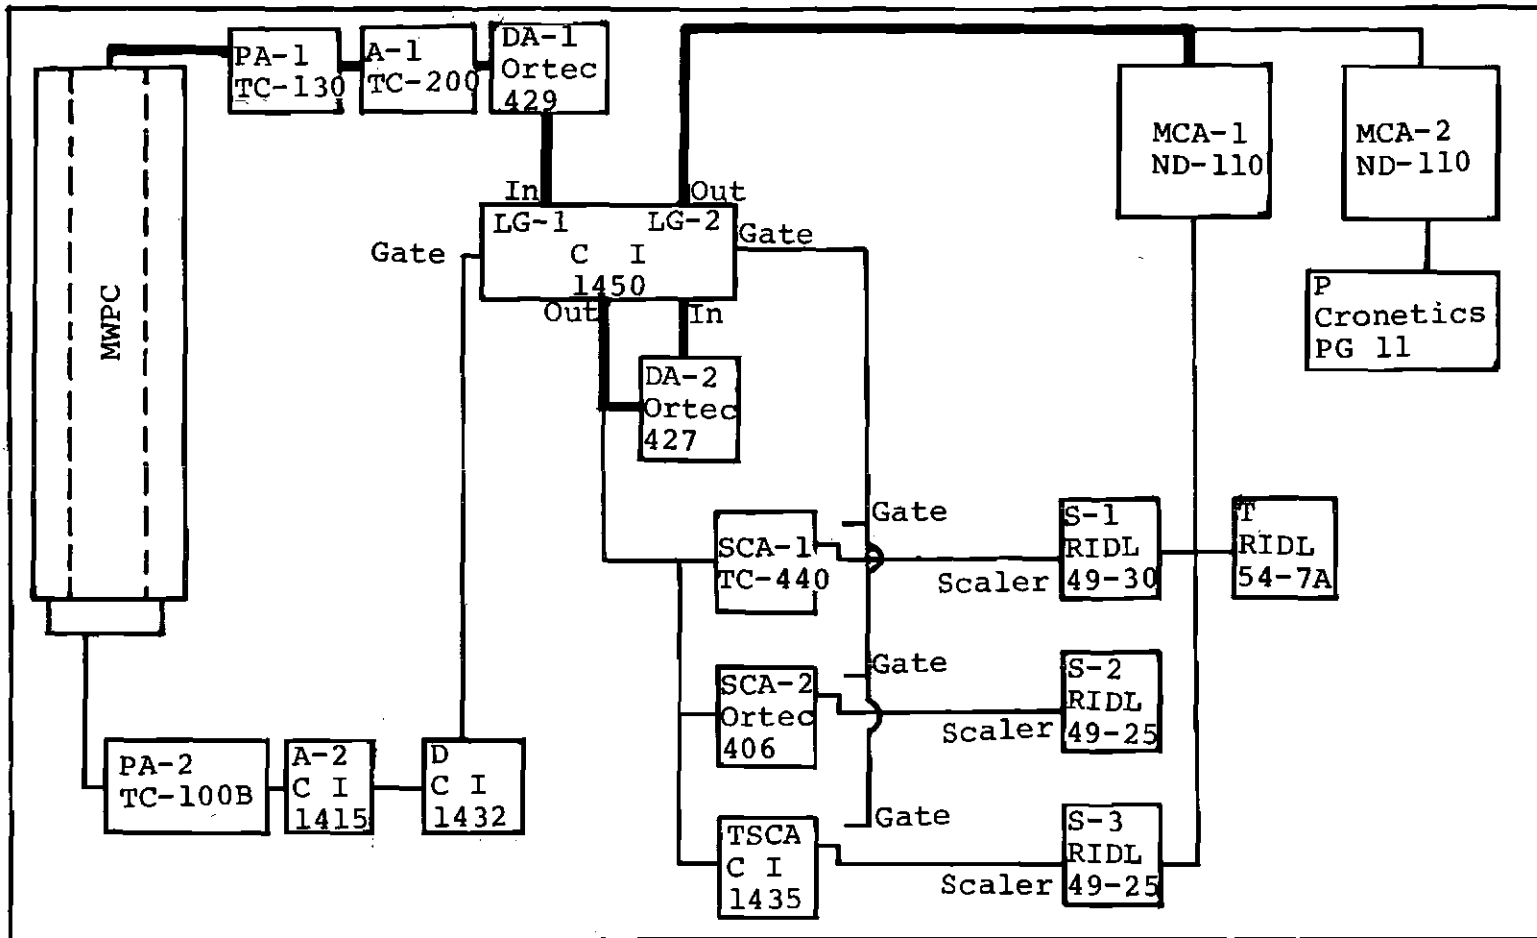 PA-1
TC-130
A-1
TC-200
DA-1
Ortec
429
MCA-1
ND-110
MCA-2
ND-110
In
Out
LG-1
LG-2
C I
1450
Gate
Gate
Out
In
P
Cronetics
PG 11
MWPC
DA-2
Ortec
427
Gate
SCA-1
TC-440
Scaler
S-1
RIDL
49-30
T
RIDL
54-7A
Gate
SCA-2
Ortec
406
Scaler
S-2
RIDL
49-25
PA-2
TC-100B
A-2
C I
1415
D
C I
1432
Gate
TSCA
C I
1435
Scaler
S-3
RIDL
49-25